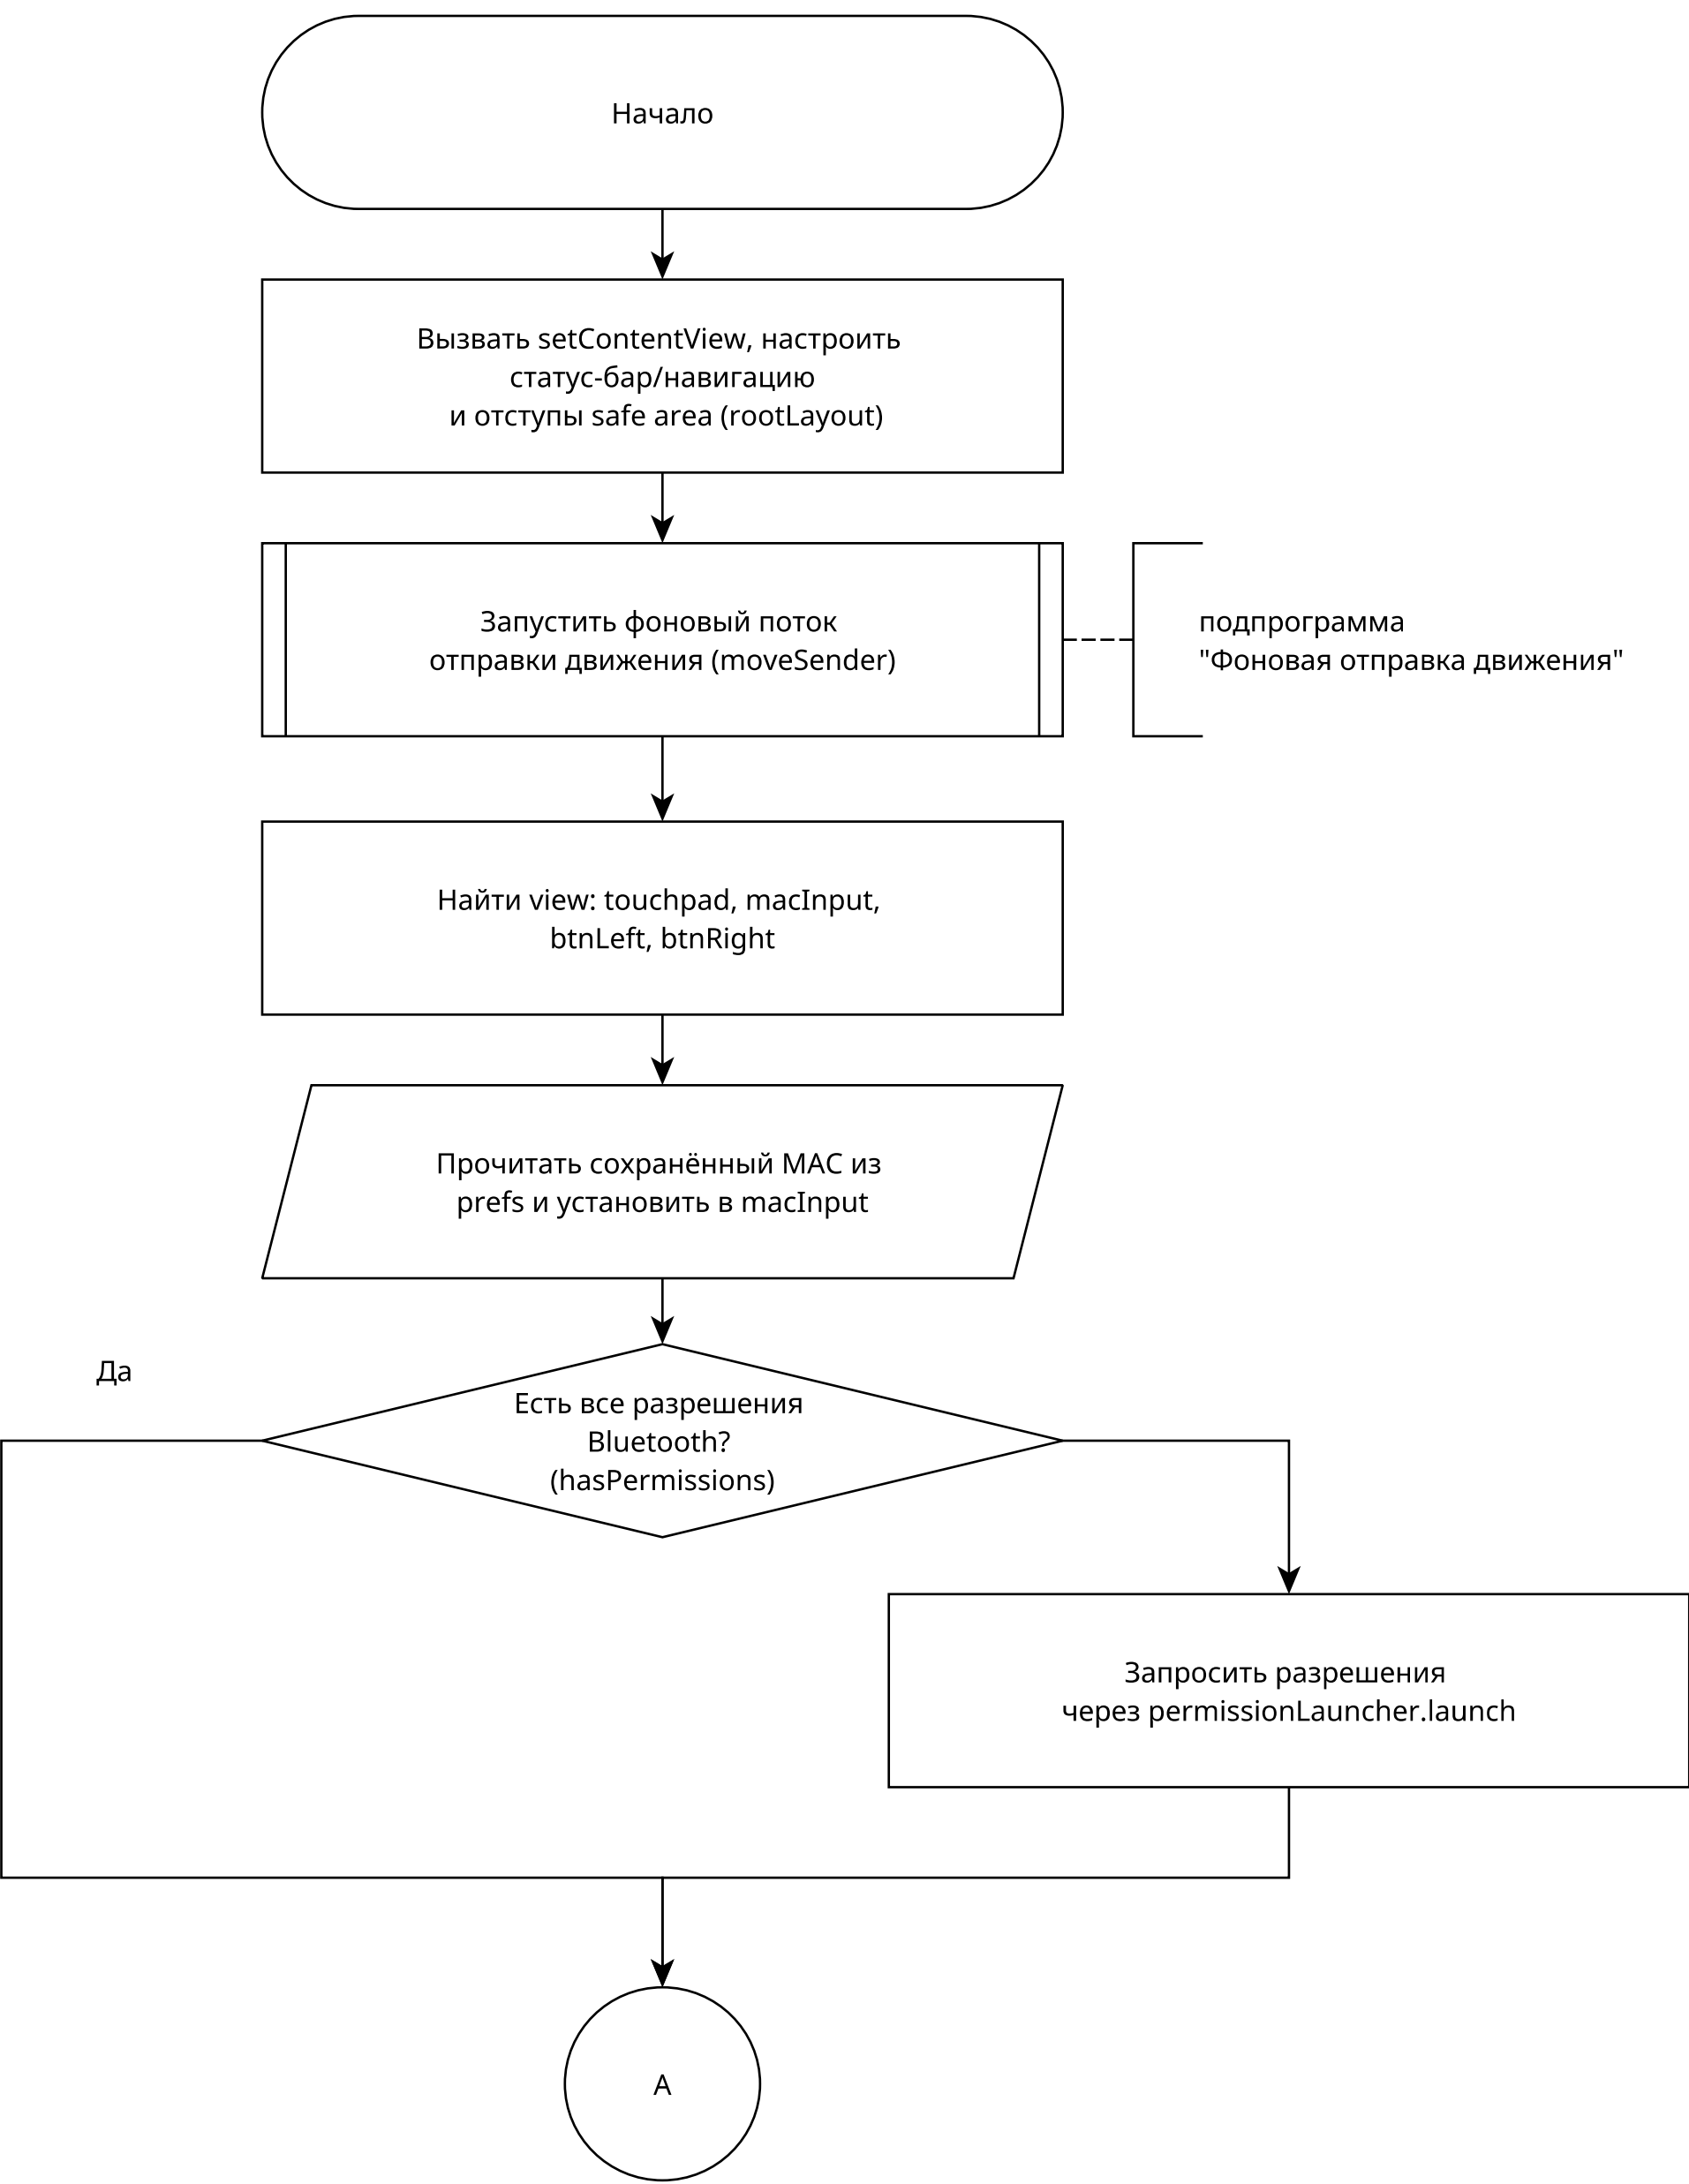 Начало
Вызвать setContentView, настроить
статус-бар/навигацию
и отступы safe area (rootLayout)
Запустить фоновый поток
отправки движения (moveSender)
подпрограмма
"Фоновая отправка движения"
Найти view: touchpad, macInput,
btnLeft, btnRight
Прочитать сохранённый MAC из
prefs и установить в macInput
Да
Есть все разрешения
Bluetooth?
(hasPermissions)
Запросить разрешения
через permissionLauncher.launch
А